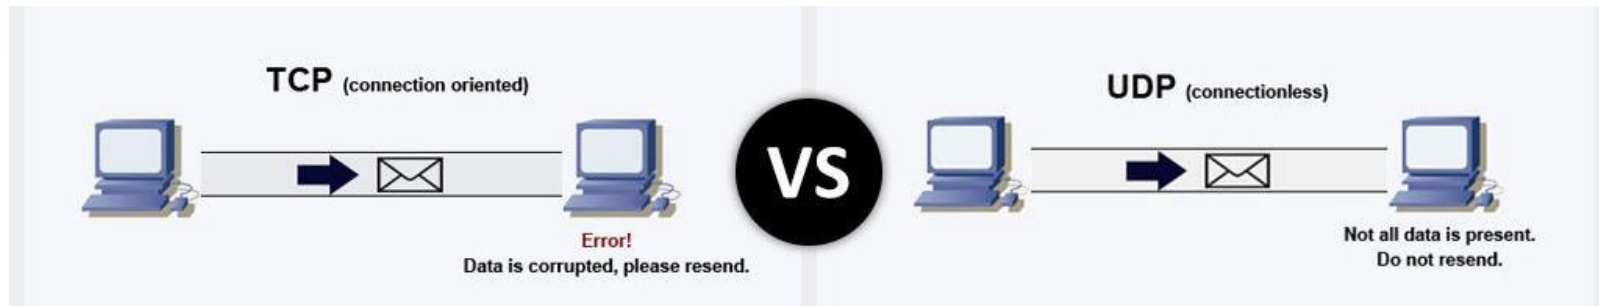 TCP (connection oriented)
Error!
Data is corrupted, please resend.
VS
UDP (connectionless)
Not all data is present.
Do not resend.